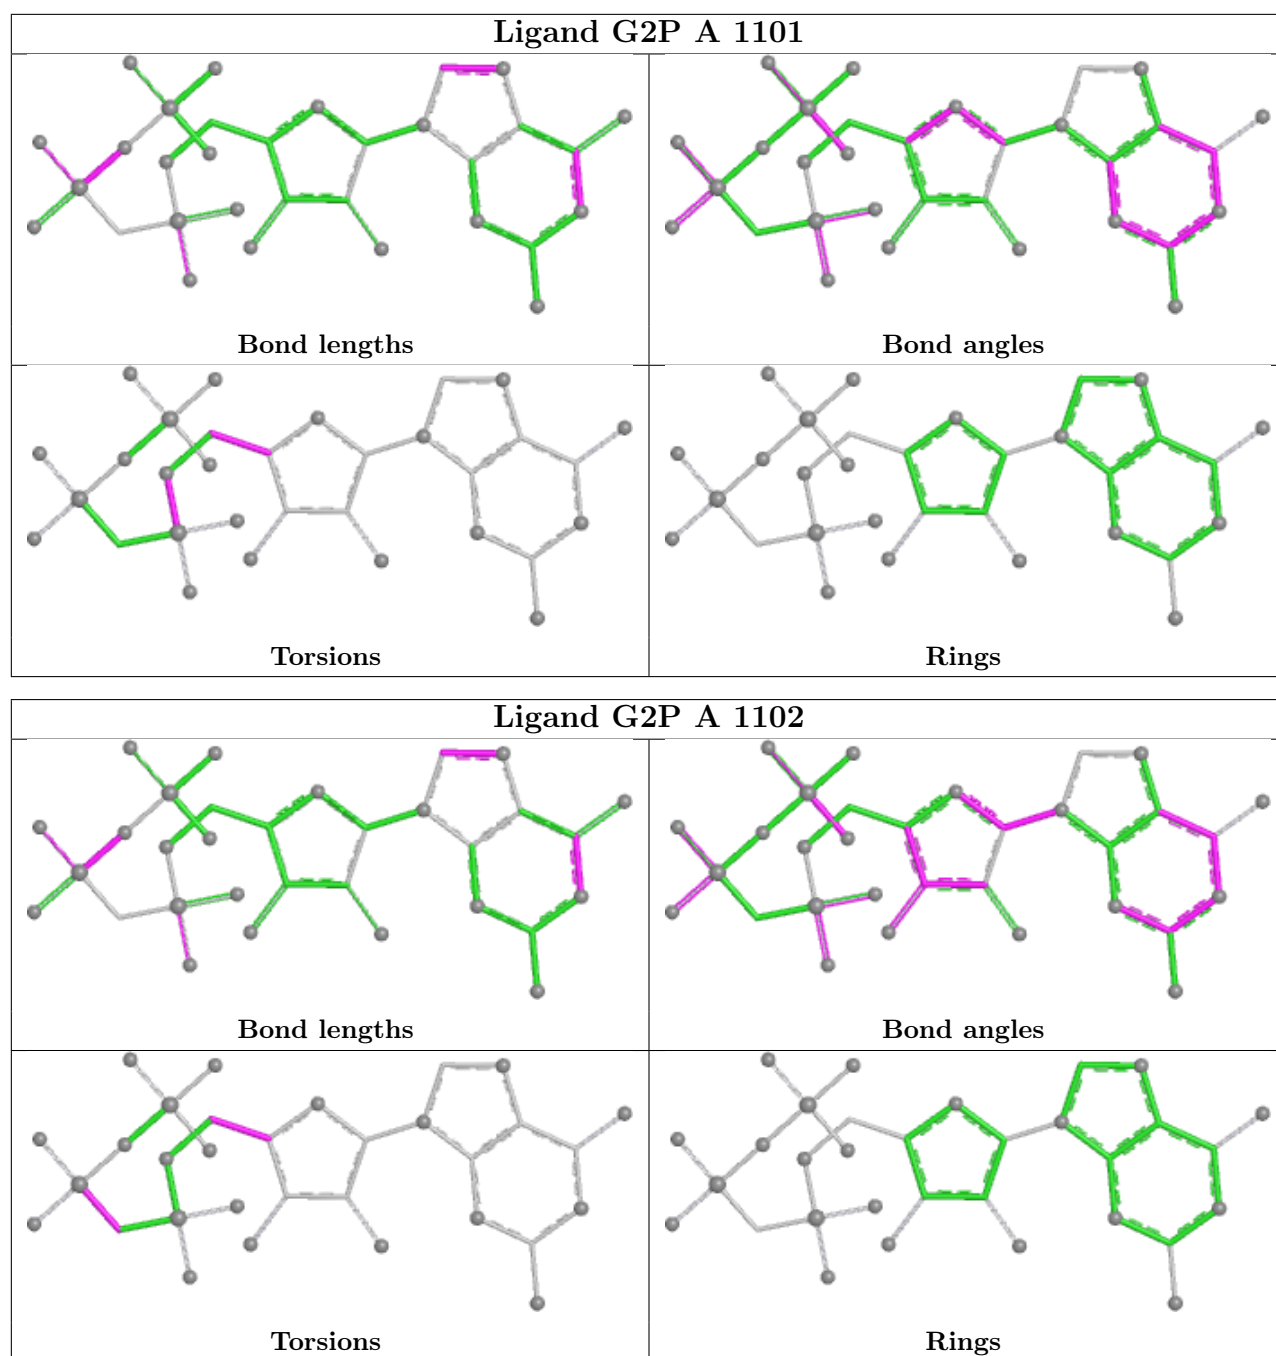 Ligand G2P A 1101
Bond lengths
Bond angles
Torsions
Rings
Ligand G2P A 1102
Bond lengths
Bond angles
Torsions
Rings